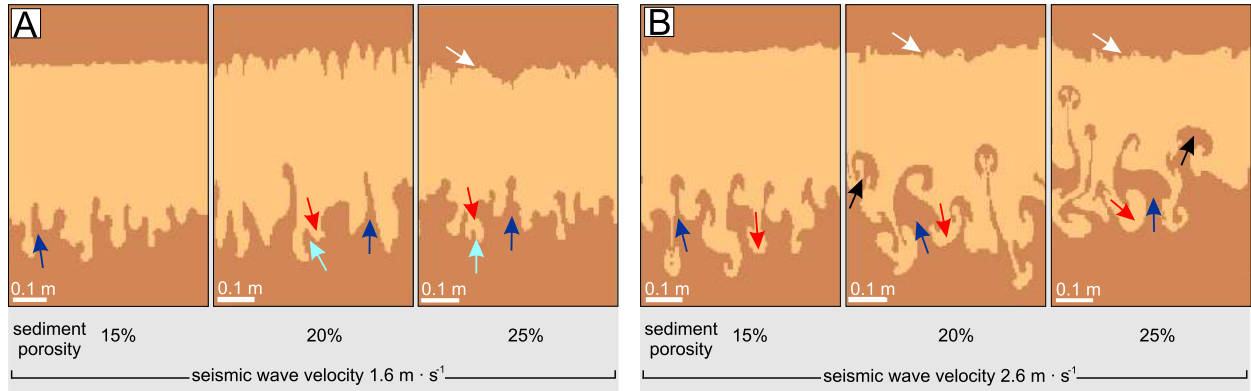 A
B
0.1 m
0.1 m
0.1 m
0.1 m
0.1 m
0.1 m
sediment
porosity
15%
20%
25%
sediment
porosity
15%
20%
25%
seismic wave velocity 1.6 m · s⁻¹
seismic wave velocity 2.6 m · s⁻¹